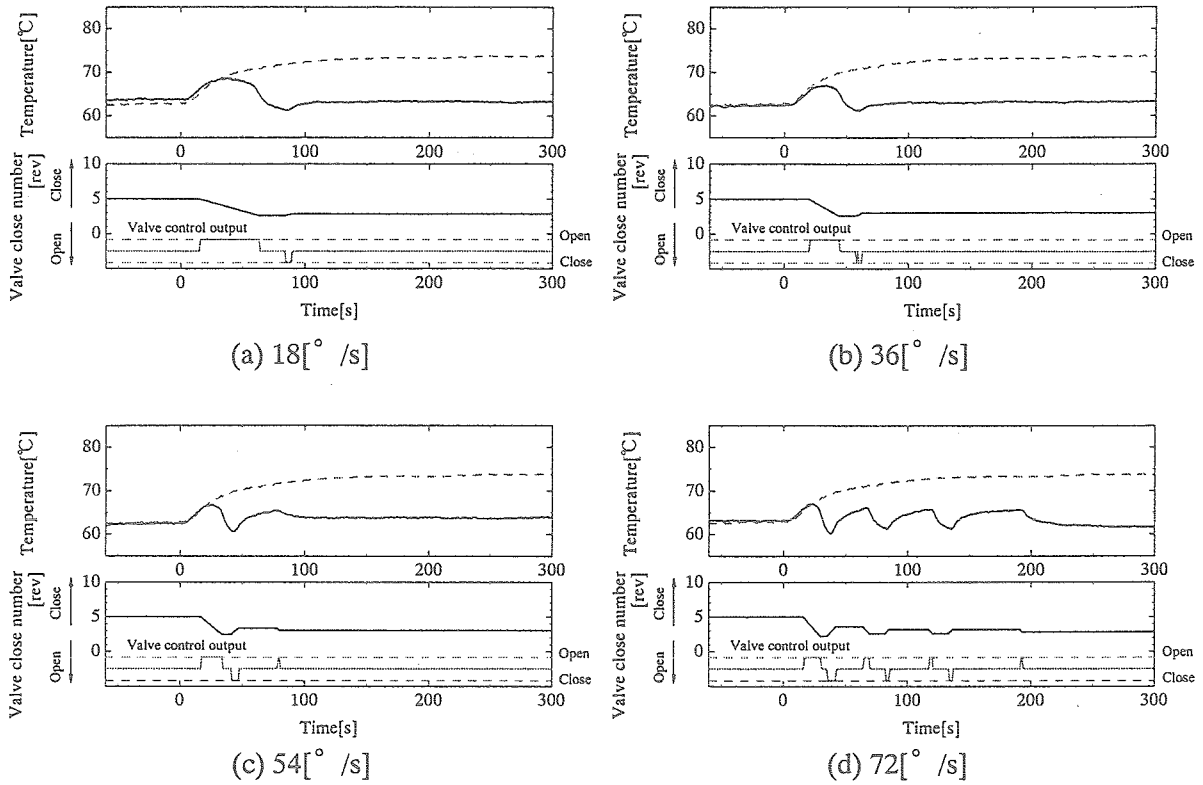 Temperature[℃]
85
70
60
0 100 200 300
Valve close number
[rev]
Open Close
10
5
0
Valve control output
Open
Close
0 100 200 300
Time[s]
(a) 18[° /s]
Temperature[℃]
80
70
60
0 100 200 300
Valve close number
[rev]
Open Close
10
5
0
Valve control output
Open
Close
0 100 200 300
Time[s]
(b) 36[° /s]
Temperature[℃]
80
70
60
0 100 200 300
Valve close number
[rev]
Open Close
10
5
0
Valve control output
Open
Close
0 100 200 300
Time[s]
(c) 54[° /s]
Temperature[℃]
80
70
60
0 100 200 300
Valve close number
[rev]
Open Close
10
5
0
Valve control output
Open
Close
0 100 200 300
Time[s]
(d) 72[° /s]